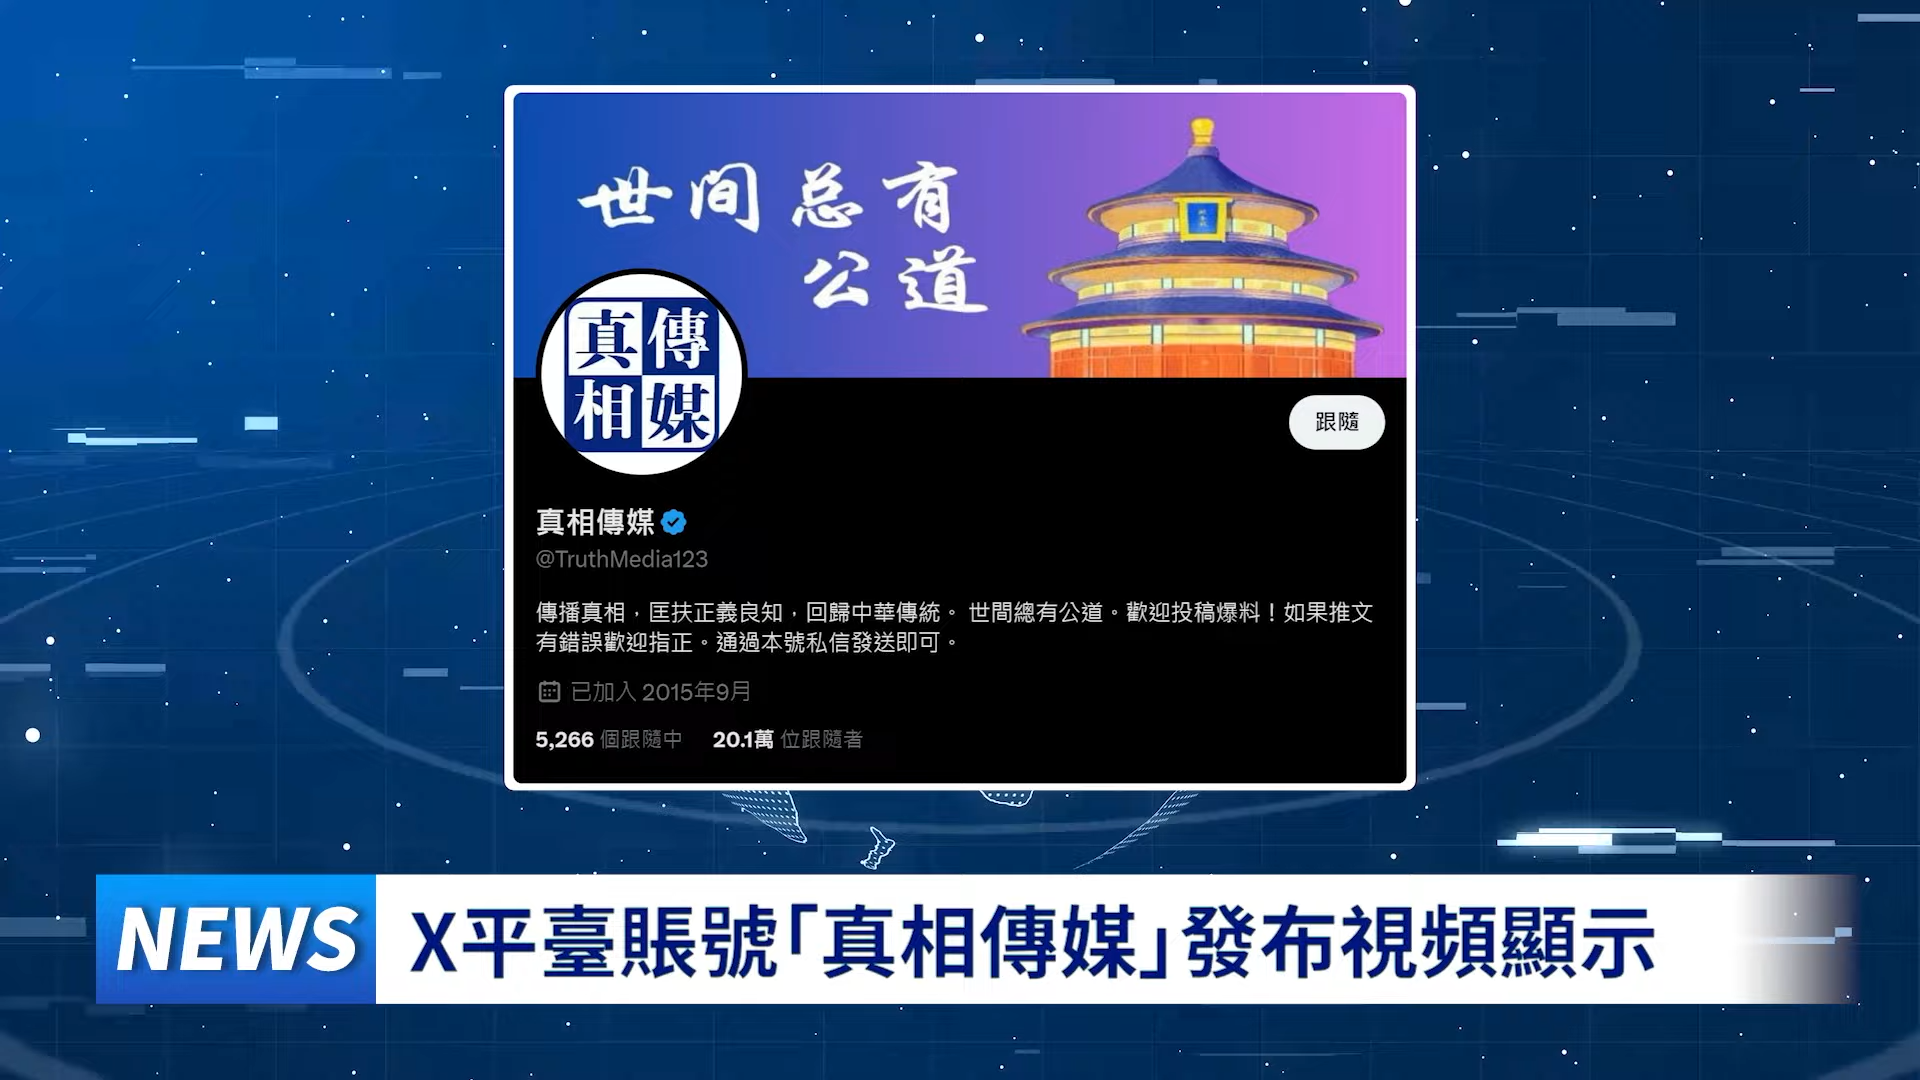 世间总有
公道
真傳
相媒
跟隨
真相傳媒
@TruthMedia123
傳播真相，匡扶正義良知，回歸中華傳統。 世間總有公道。歡迎投稿爆料！如果推文
有錯誤歡迎指正。通過本號私信發送即可。
已加入 2015年9月
5,266 個跟隨中 20.1萬 位跟隨者
NEWS X平臺賬號「真相傳媒」發布視頻顯示